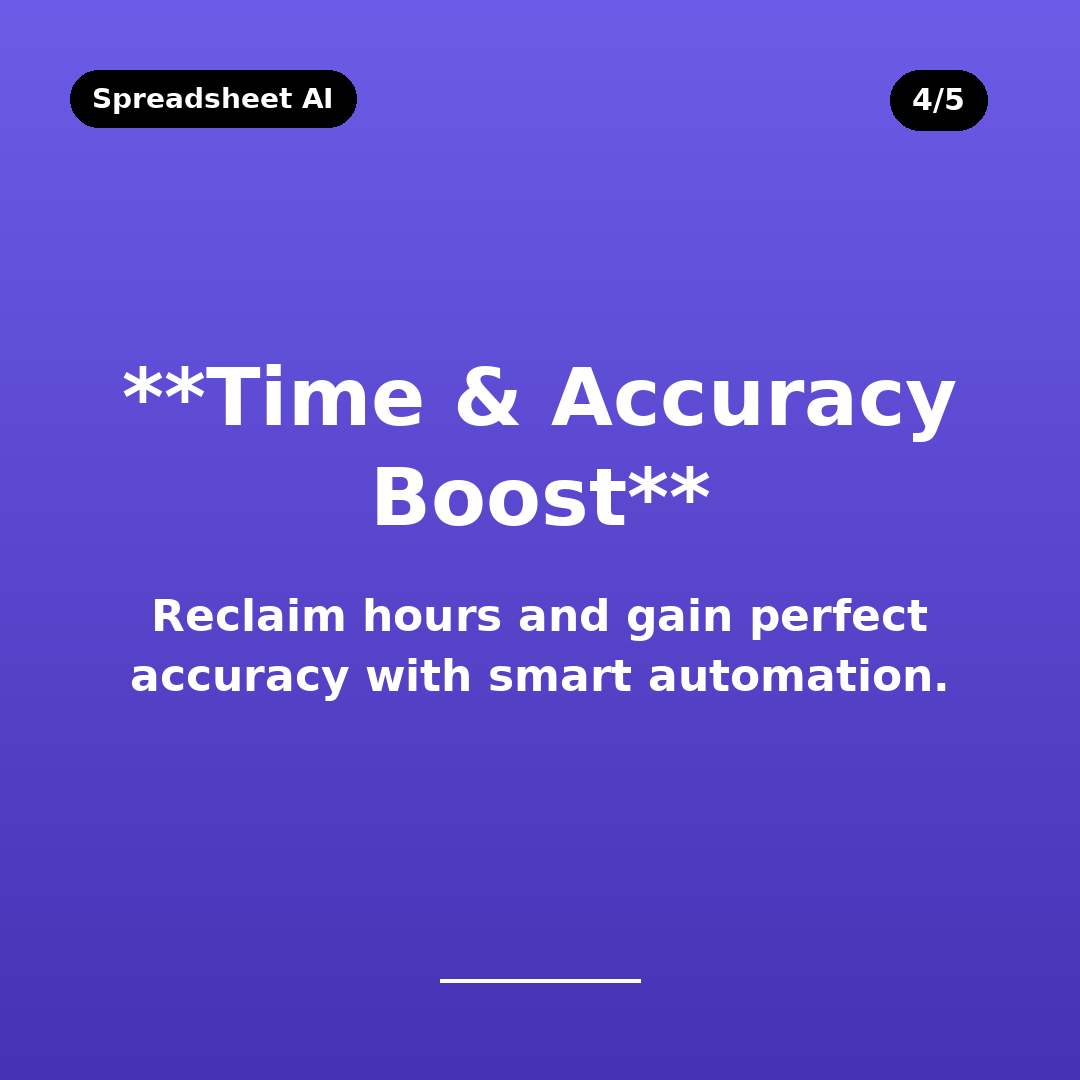 Spreadsheet AI
4/5
**Time & Accuracy
Boost**
Reclaim hours and gain perfect
accuracy with smart automation.